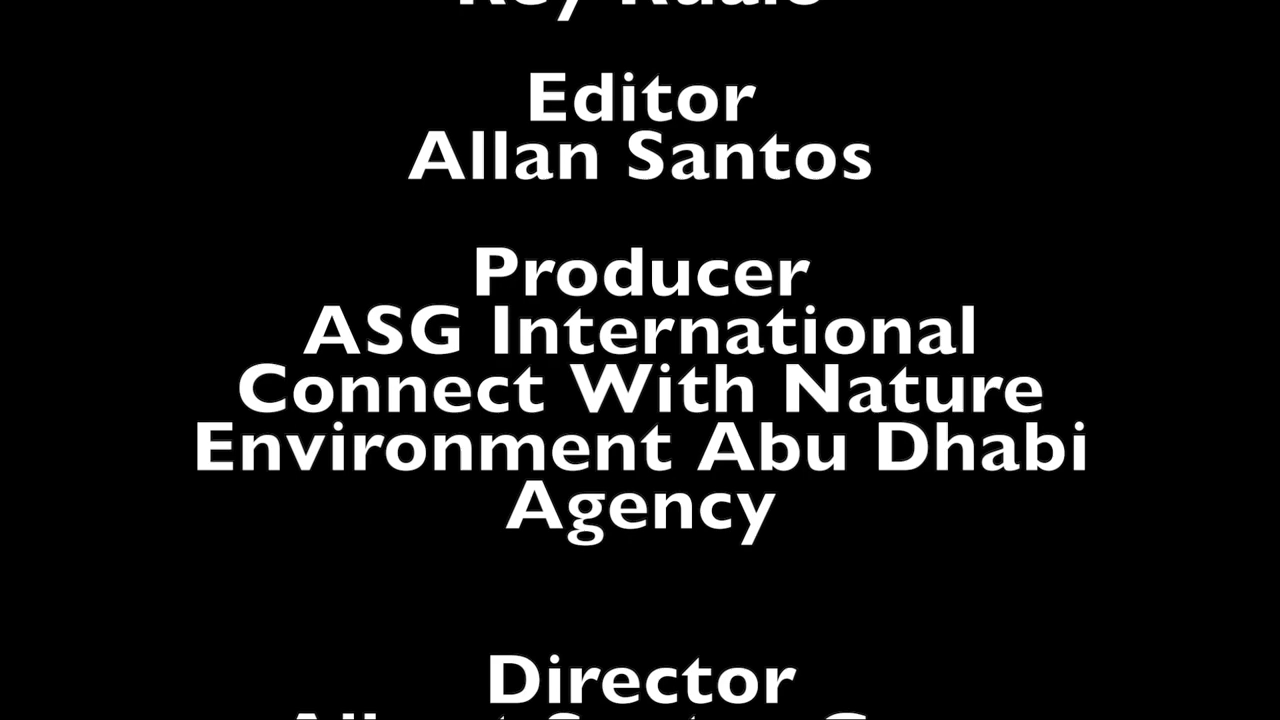 Editor
Allan Santos
Producer
ASG International
Connect With Nature
Environment Abu Dhabi
Agency
Director